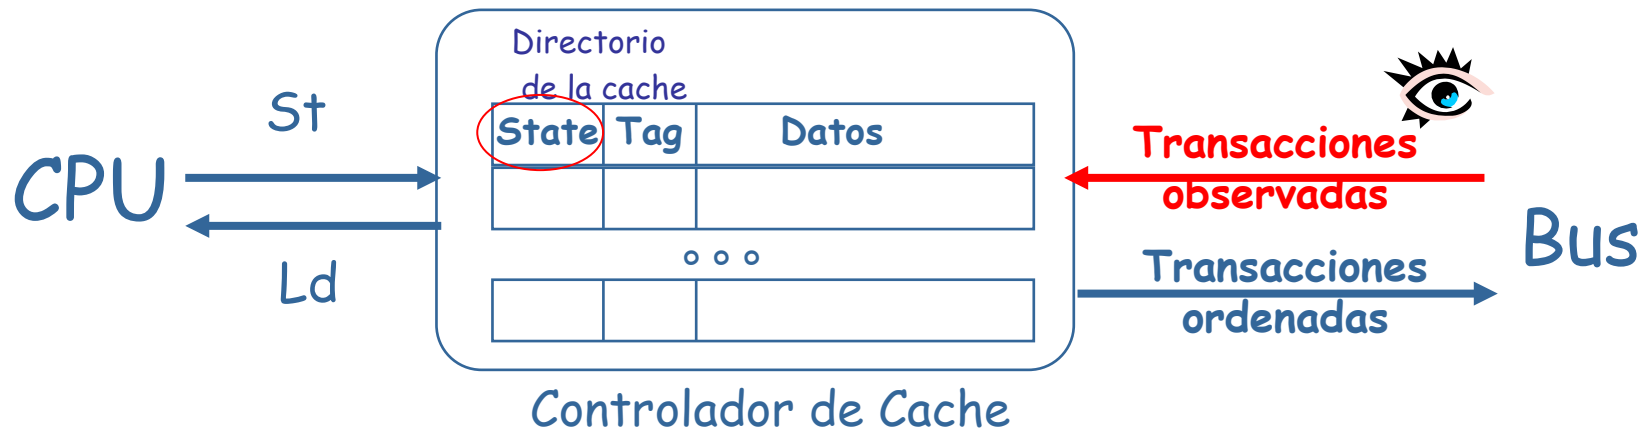 Directorio
de la cache
St
State Tag Datos
CPU
Transacciones
observadas
Bus
Ld
Transacciones
ordenadas
Controlador de Cache